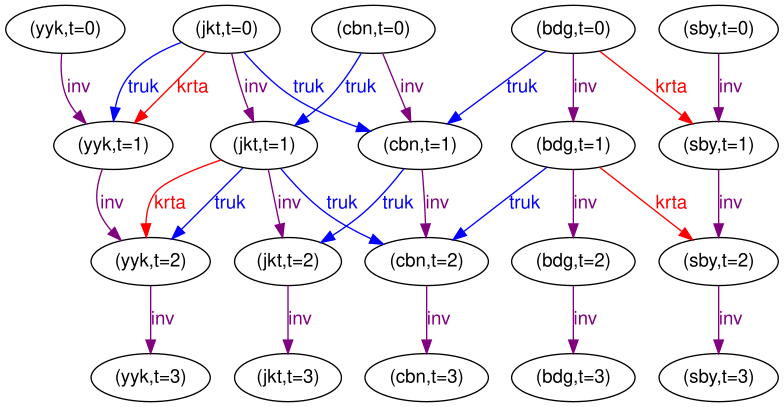 (yyk,t=0) (jkt,t=0) (cbn,t=0) (bdg,t=0) (sby,t=0)
inv truk krta inv truk truk inv truk inv krta inv
(yyk,t=1) (jkt,t=1) (cbn,t=1) (bdg,t=1) (sby,t=1)
inv krta truk inv truk truk inv truk inv krta inv
(yyk,t=2) (jkt,t=2) (cbn,t=2) (bdg,t=2) (sby,t=2)
inv inv inv inv inv
(yyk,t=3) (jkt,t=3) (cbn,t=3) (bdg,t=3) (sby,t=3)